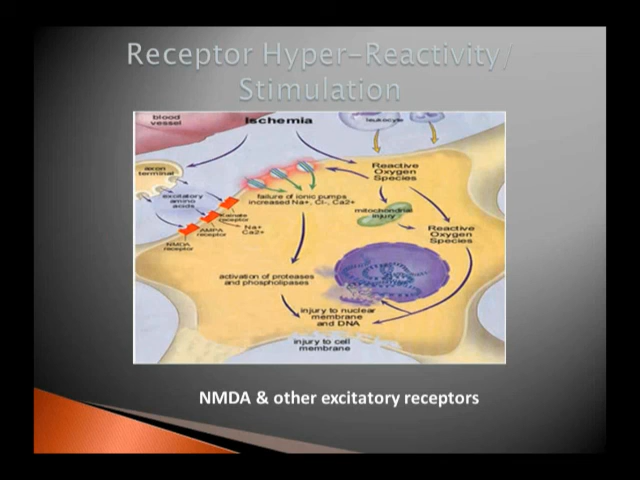 Receptor Hyper-Reactivity/
Stimulation
blood
vessel
Ischemia
leukocyte
axon
terminal
Reactive
Oxygen
Species
excitatory
amino
acids
failure of ionic pumps
increased Na+, Cl-, Ca2+
mitochondrial
injury
Kainate
receptor
AMPA
receptor
Na+
Ca2+
NMDA
receptor
Reactive
Oxygen
Species
activation of proteases
and phospholipases
injury to nuclear
membrane
and DNA
injury to cell
membrane
NMDA & other excitatory receptors